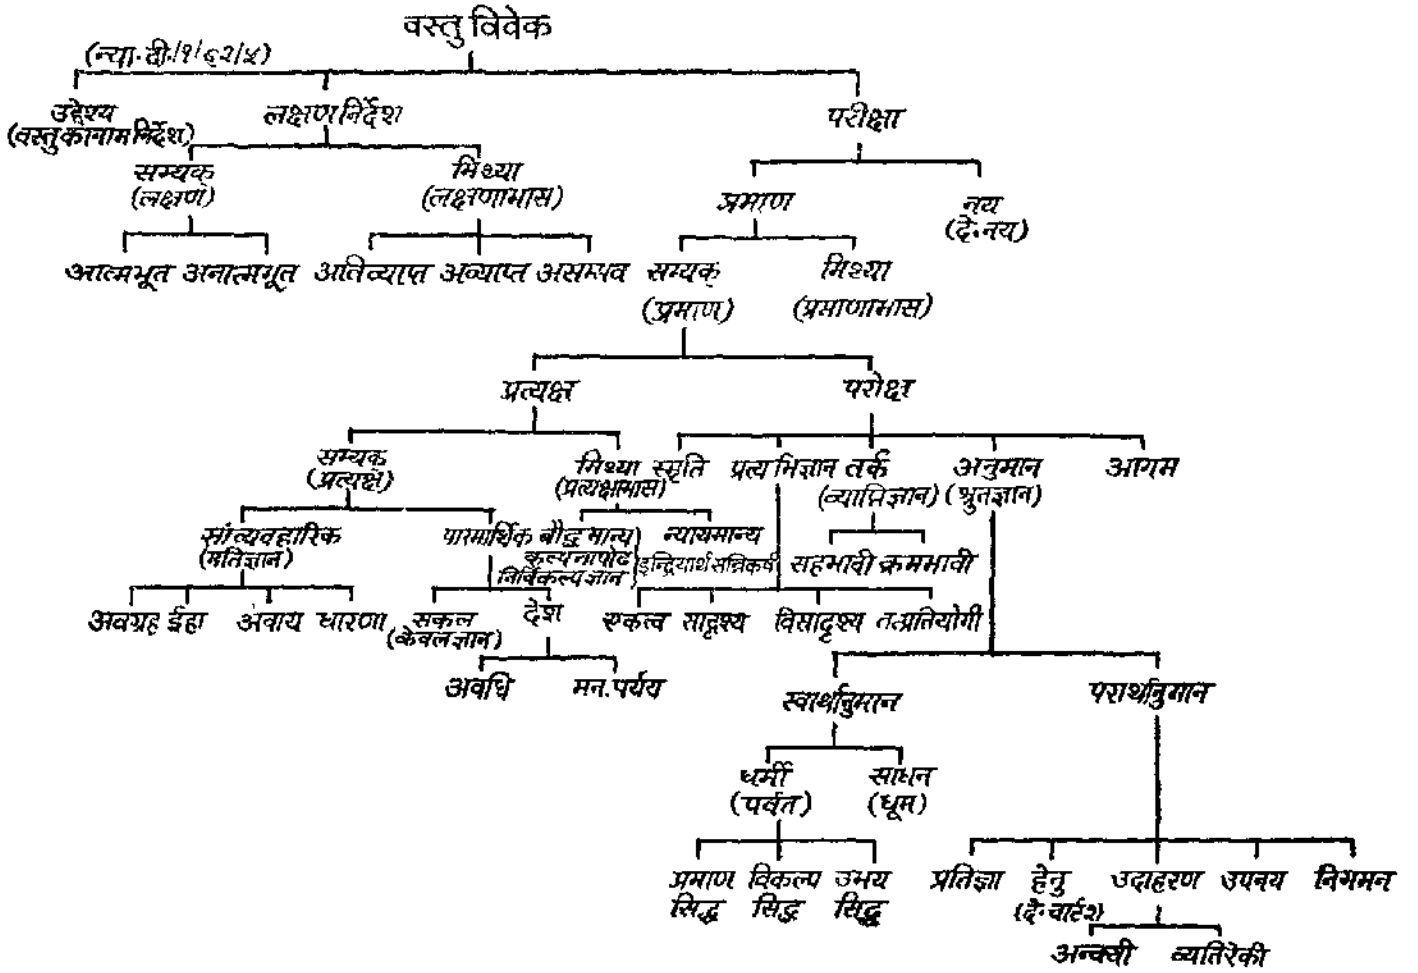 वस्तु विवेक
(न्या.दी./१/६२/५)
उद्देश्य लक्षण निर्देश परीक्षा
(वस्तु का नाम निर्देश)
सम्यक् मिथ्या
(लक्षण) (लक्षणाभास) प्रमाण नय
(दे. नय)
आत्मभूत अनात्मभूत अतिव्याप्त अव्याप्त असम्भव सम्यक् मिथ्या
(प्रमाण) (प्रमाणाभास)
प्रत्यक्ष परोक्ष
सम्यक् मिथ्या स्मृति प्रत्यभिज्ञान तर्क अनुमान आगम
(प्रत्यक्ष) (प्रत्यक्षाभास) (व्याप्तिज्ञान) (श्रुतज्ञान)
सांव्यवहारिक पारमार्थिक बौद्ध मान्य न्यायमान्य
(मतिज्ञान) कल्पनापोढ इन्द्रियार्थ सन्निकर्ष सहभावी क्रमभावी
निर्विकल्प ज्ञान
अवग्रह ईहा अवाय धारणा सकल देश एकत्व सादृश्य विसादृश्य तत्प्रतियोगी
(केवलज्ञान)
अवधि मन.पर्यय स्वार्थानुमान परार्थानुमान
धर्मी साधन
(पर्वत) (धूम)
प्रमाण विकल्प उभय प्रतिज्ञा हेतु उदाहरण उपनय निगमन
सिद्ध सिद्ध सिद्ध (दे. चार्ट २)
अन्वयी व्यतिरेकी